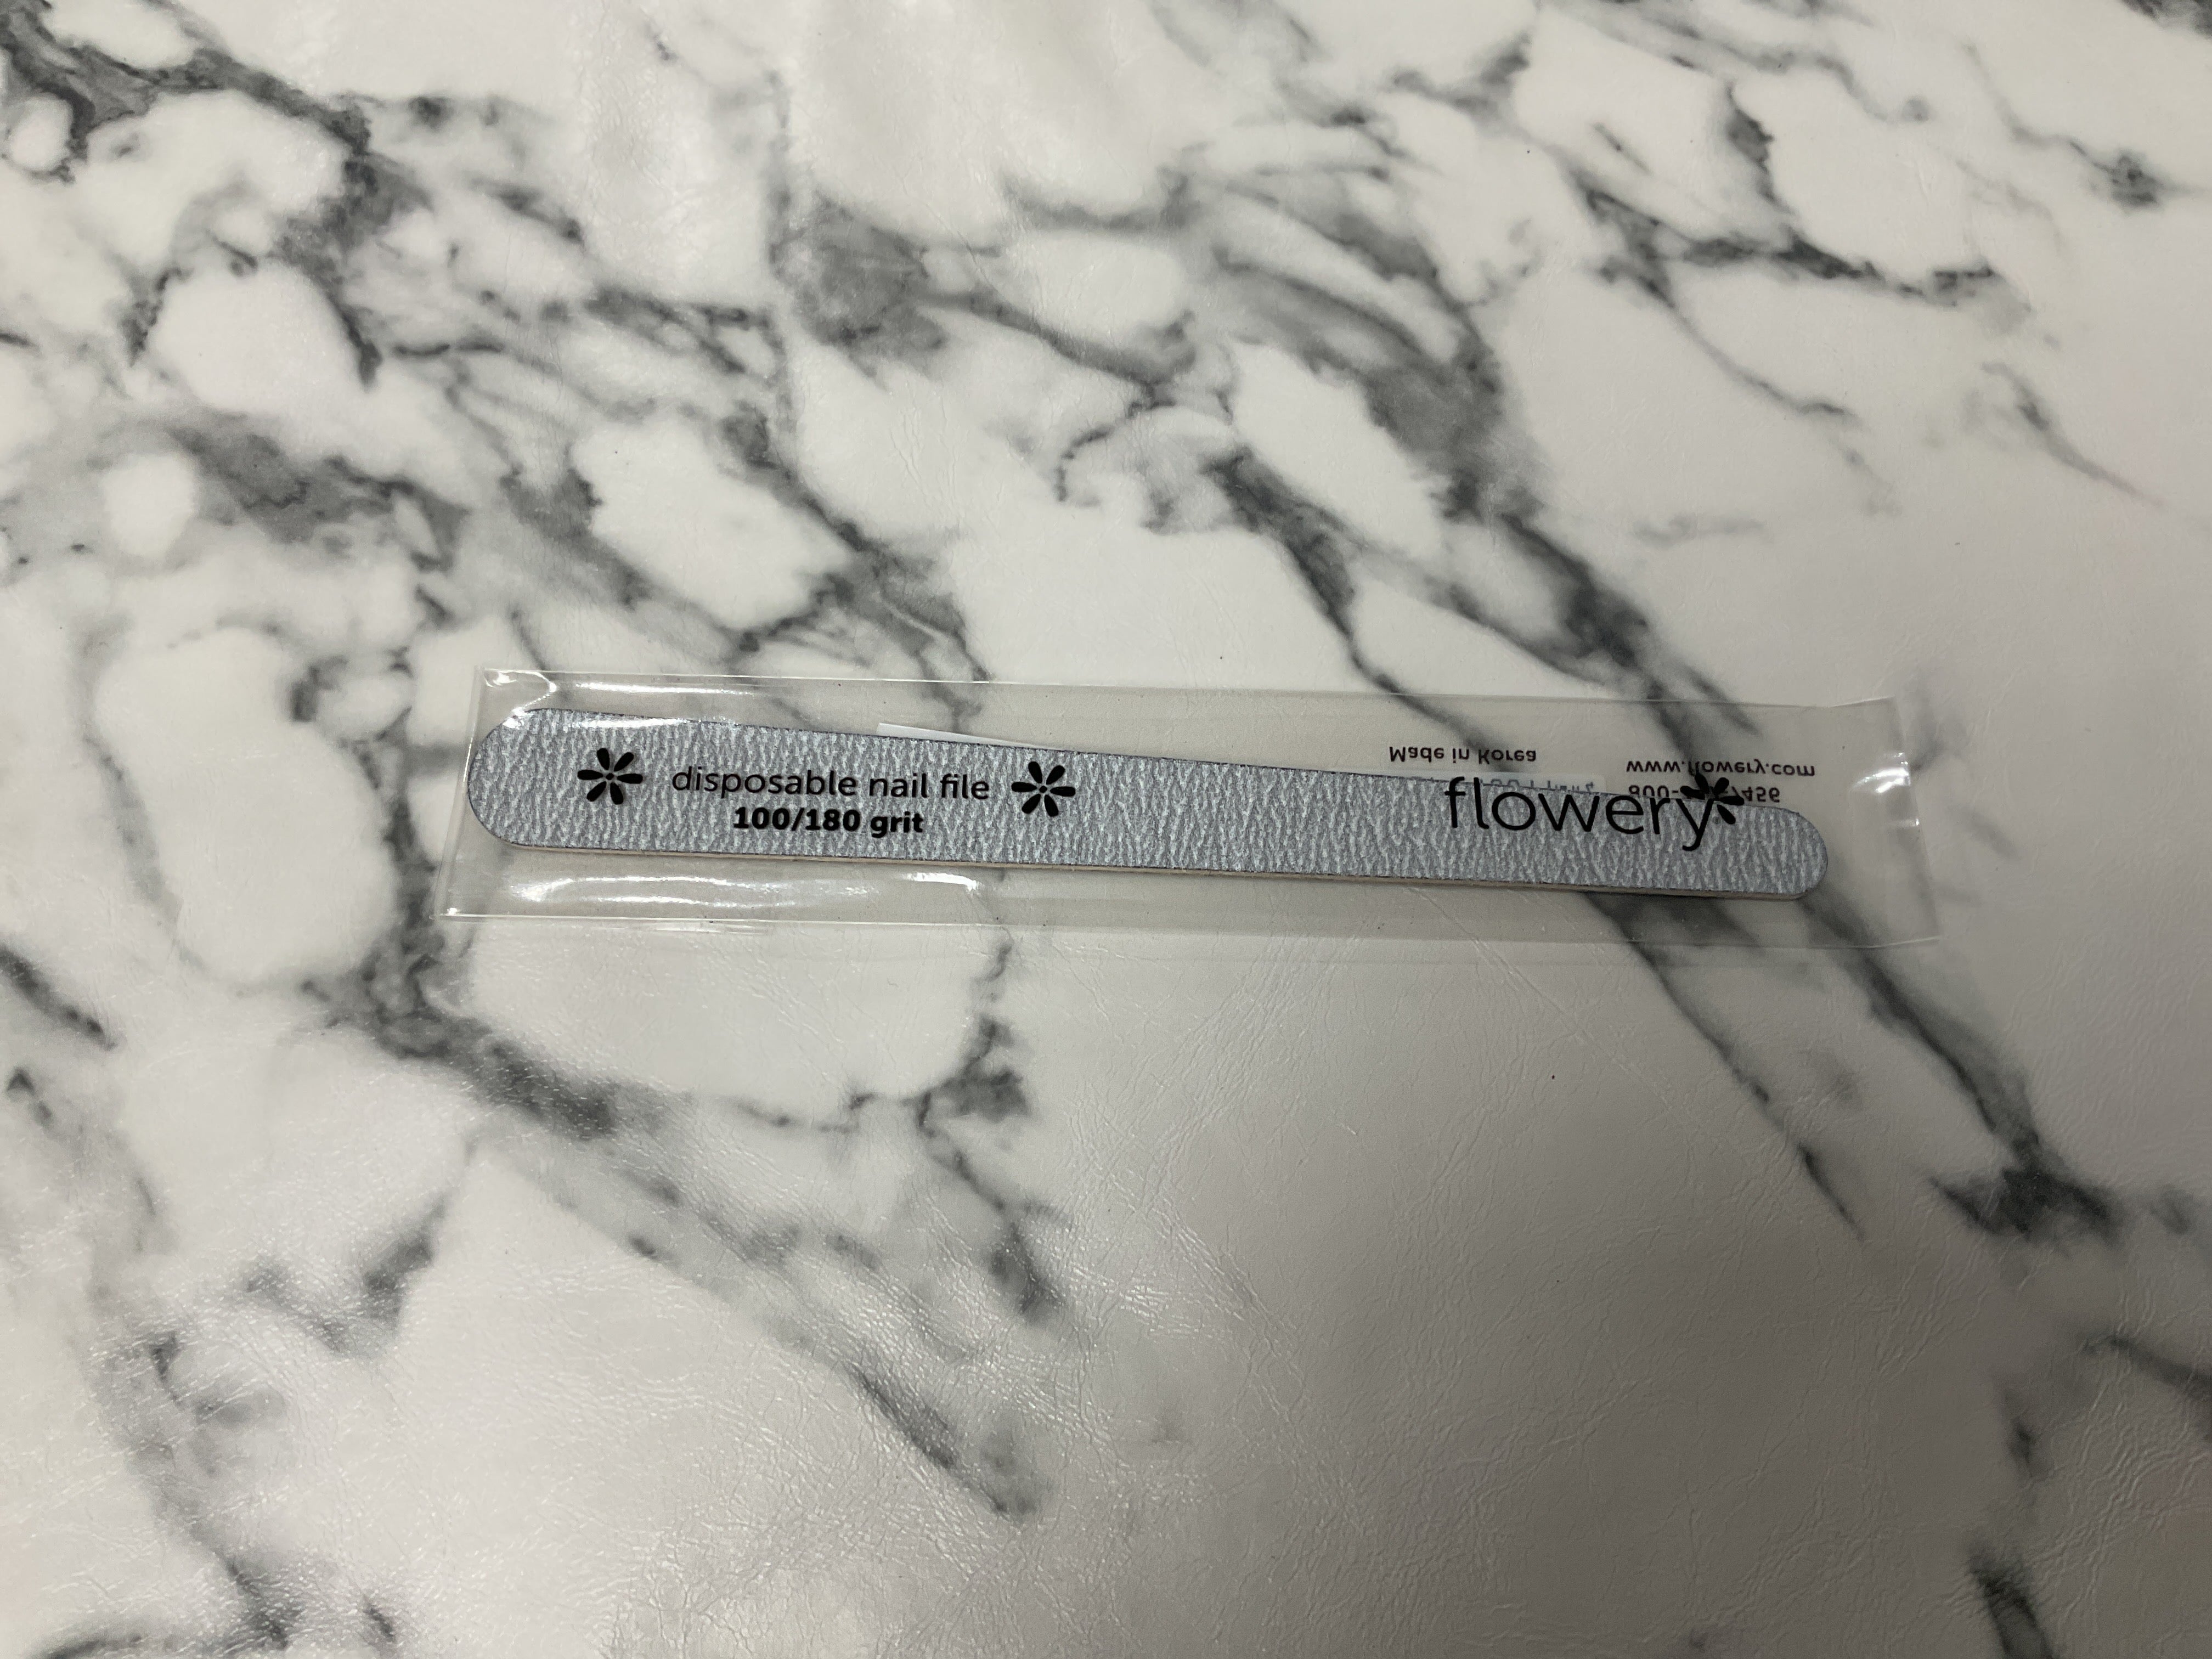 disposable nail file
100/180 grit
flowery
Made in Korea
www.flowery.com